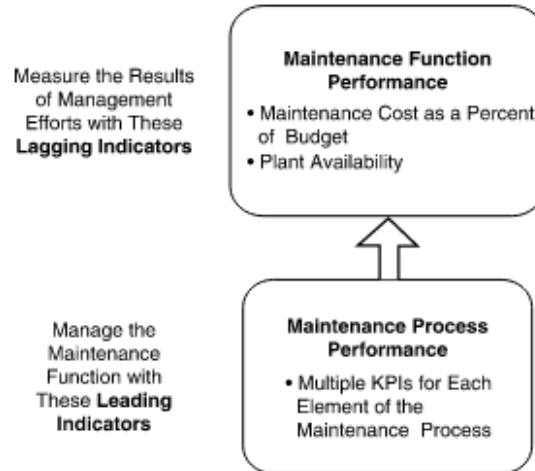 Measure the Results
of Management
Efforts with These
Lagging Indicators
Maintenance Function
Performance
• Maintenance Cost as a Percent
of Budget
• Plant Availability
Manage the
Maintenance
Function with
These Leading
Indicators
Maintenance Process
Performance
• Multiple KPIs for Each
Element of the
Maintenance Process